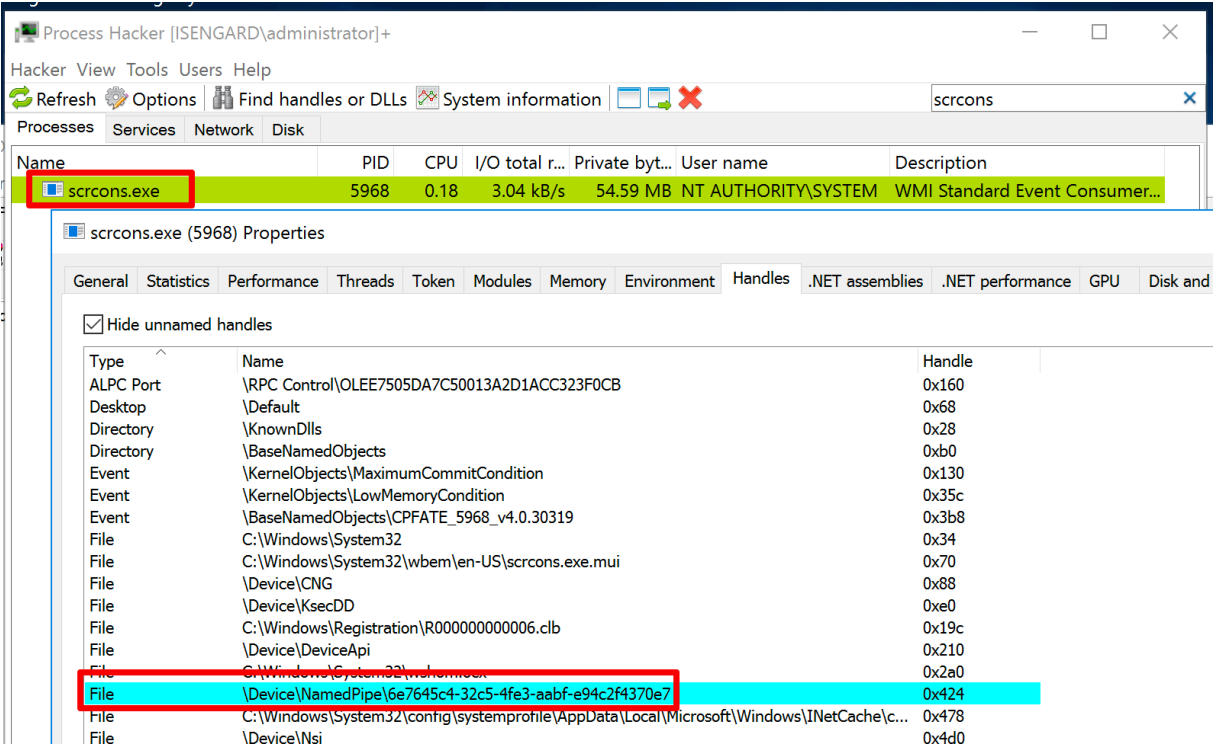 Process Hacker [ISENGARD\administrator]+
Hacker View Tools Users Help
Refresh Options Find handles or DLLs System information scrcons
Processes Services Network Disk
Name PID CPU I/O total r... Private byt... User name Description
scrcons.exe 5968 0.18 3.04 kB/s 54.59 MB NT AUTHORITY\SYSTEM WMI Standard Event Consumer...
scrcons.exe (5968) Properties
General Statistics Performance Threads Token Modules Memory Environment Handles .NET assemblies .NET performance GPU Disk and
Hide unnamed handles
Type Name Handle
ALPC Port \RPC Control\OLEE7505DA7C50013A2D1ACC323F0CB 0x160
Desktop \Default 0x68
Directory \KnownDlls 0x28
Directory \BaseNamedObjects 0xb0
Event \KernelObjects\MaximumCommitCondition 0x130
Event \KernelObjects\LowMemoryCondition 0x35c
Event \BaseNamedObjects\CPFATE_5968_v4.0.30319 0x3b8
File C:\Windows\System32 0x34
File C:\Windows\System32\wbem\en-US\scrcons.exe.mui 0x70
File \Device\CNG 0x88
File \Device\KsecDD 0xe0
File C:\Windows\Registration\R000000000006.clb 0x19c
File \Device\DeviceApi 0x210
File C:\Windows\System32\wshom.ocx 0x2a0
File \Device\NamedPipe\6e7645c4-32c5-4fe3-aabf-e94c2f4370e7 0x424
File C:\Windows\System32\config\systemprofile\AppData\Local\Microsoft\Windows\INetCache\c... 0x478
File \Device\Nsi 0x4d0